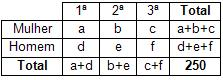 1ª 2ª 3ª Total
Mulher a b c a+b+c
Homem d e f d+e+f
Total a+d b+e c+f 250